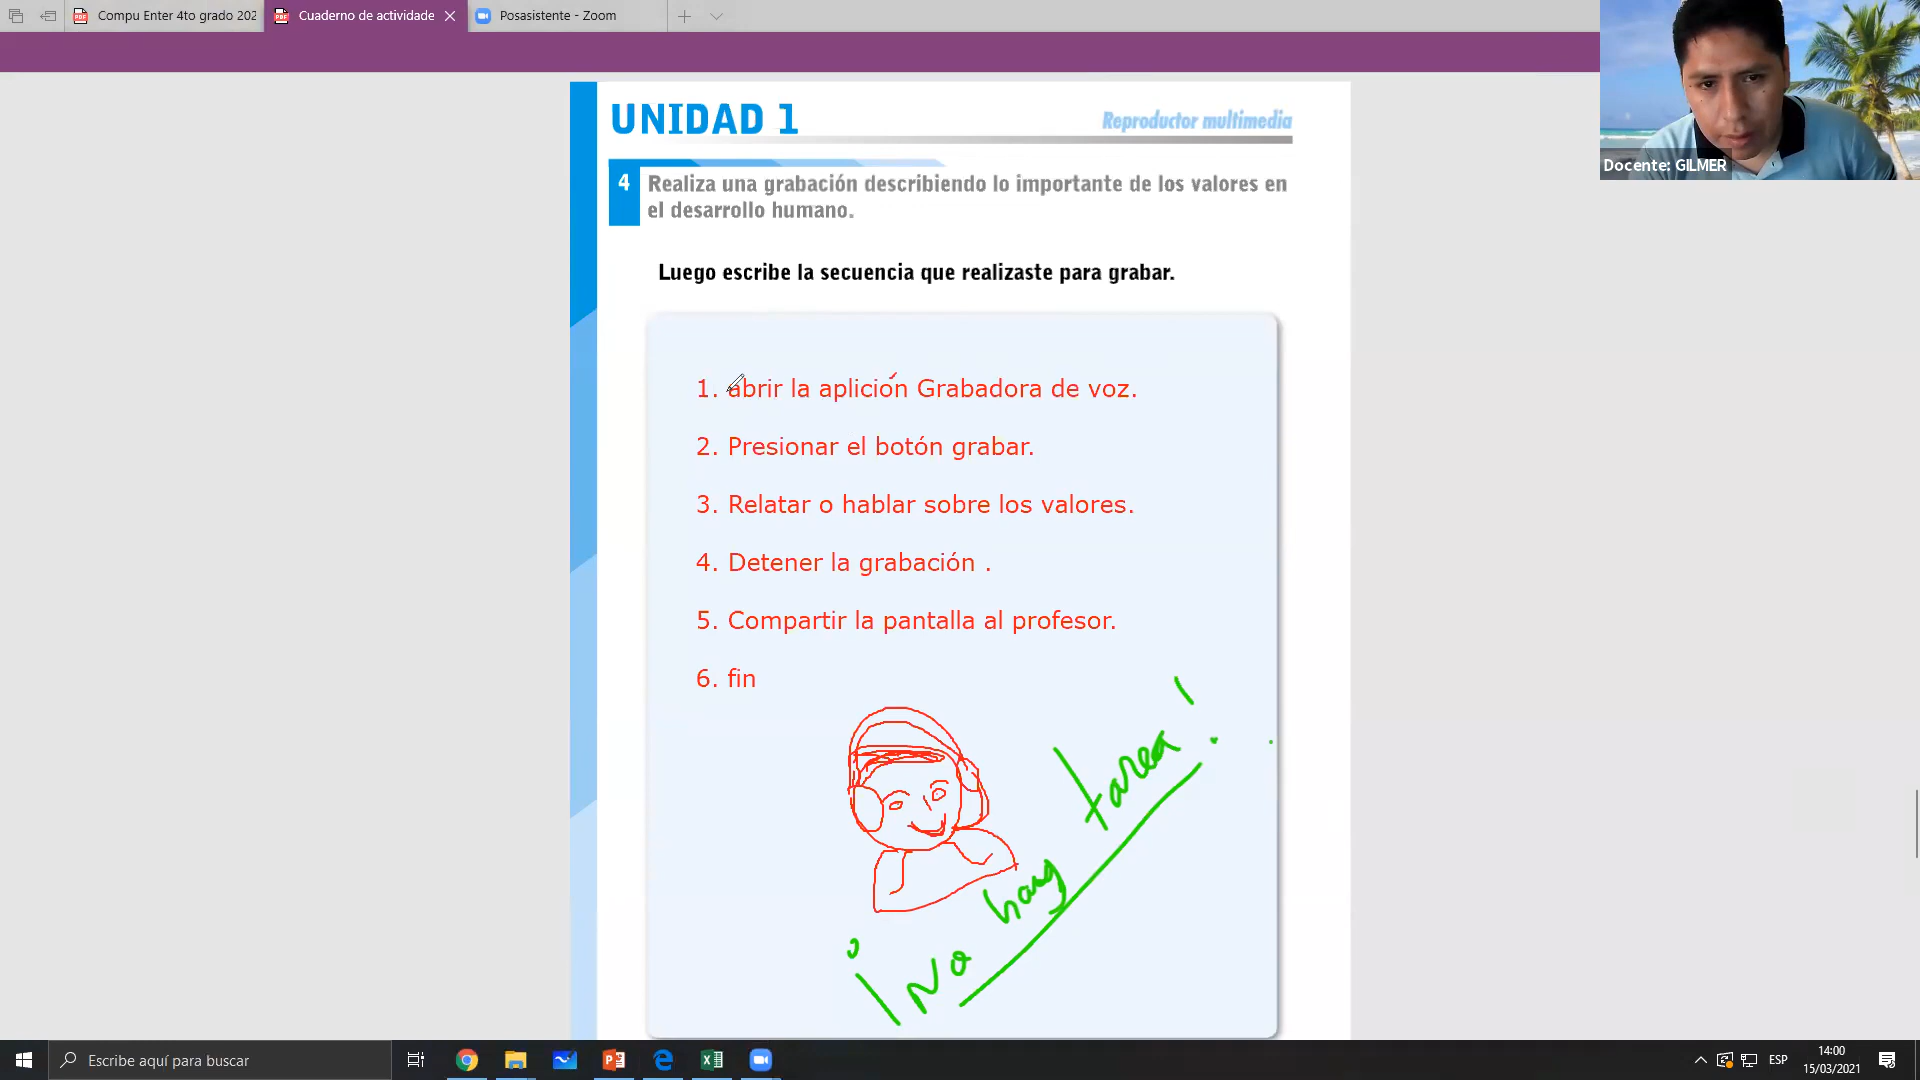 Compu Enter 4to grado 202
Cuaderno de actividade
Posasistente - Zoom
Docente: GILMER
UNIDAD 1
Reproductor multimedia
4 Realiza una grabación describiendo lo importante de los valores en
el desarrollo humano.
Luego escribe la secuencia que realizaste para grabar.
1. abrir la aplición Grabadora de voz.
2. Presionar el botón grabar.
3. Relatar o hablar sobre los valores.
4. Detener la grabación .
5. Compartir la pantalla al profesor.
6. fin
¡No hay tarea!
Escribe aquí para buscar
ESP
14:00
15/03/2021